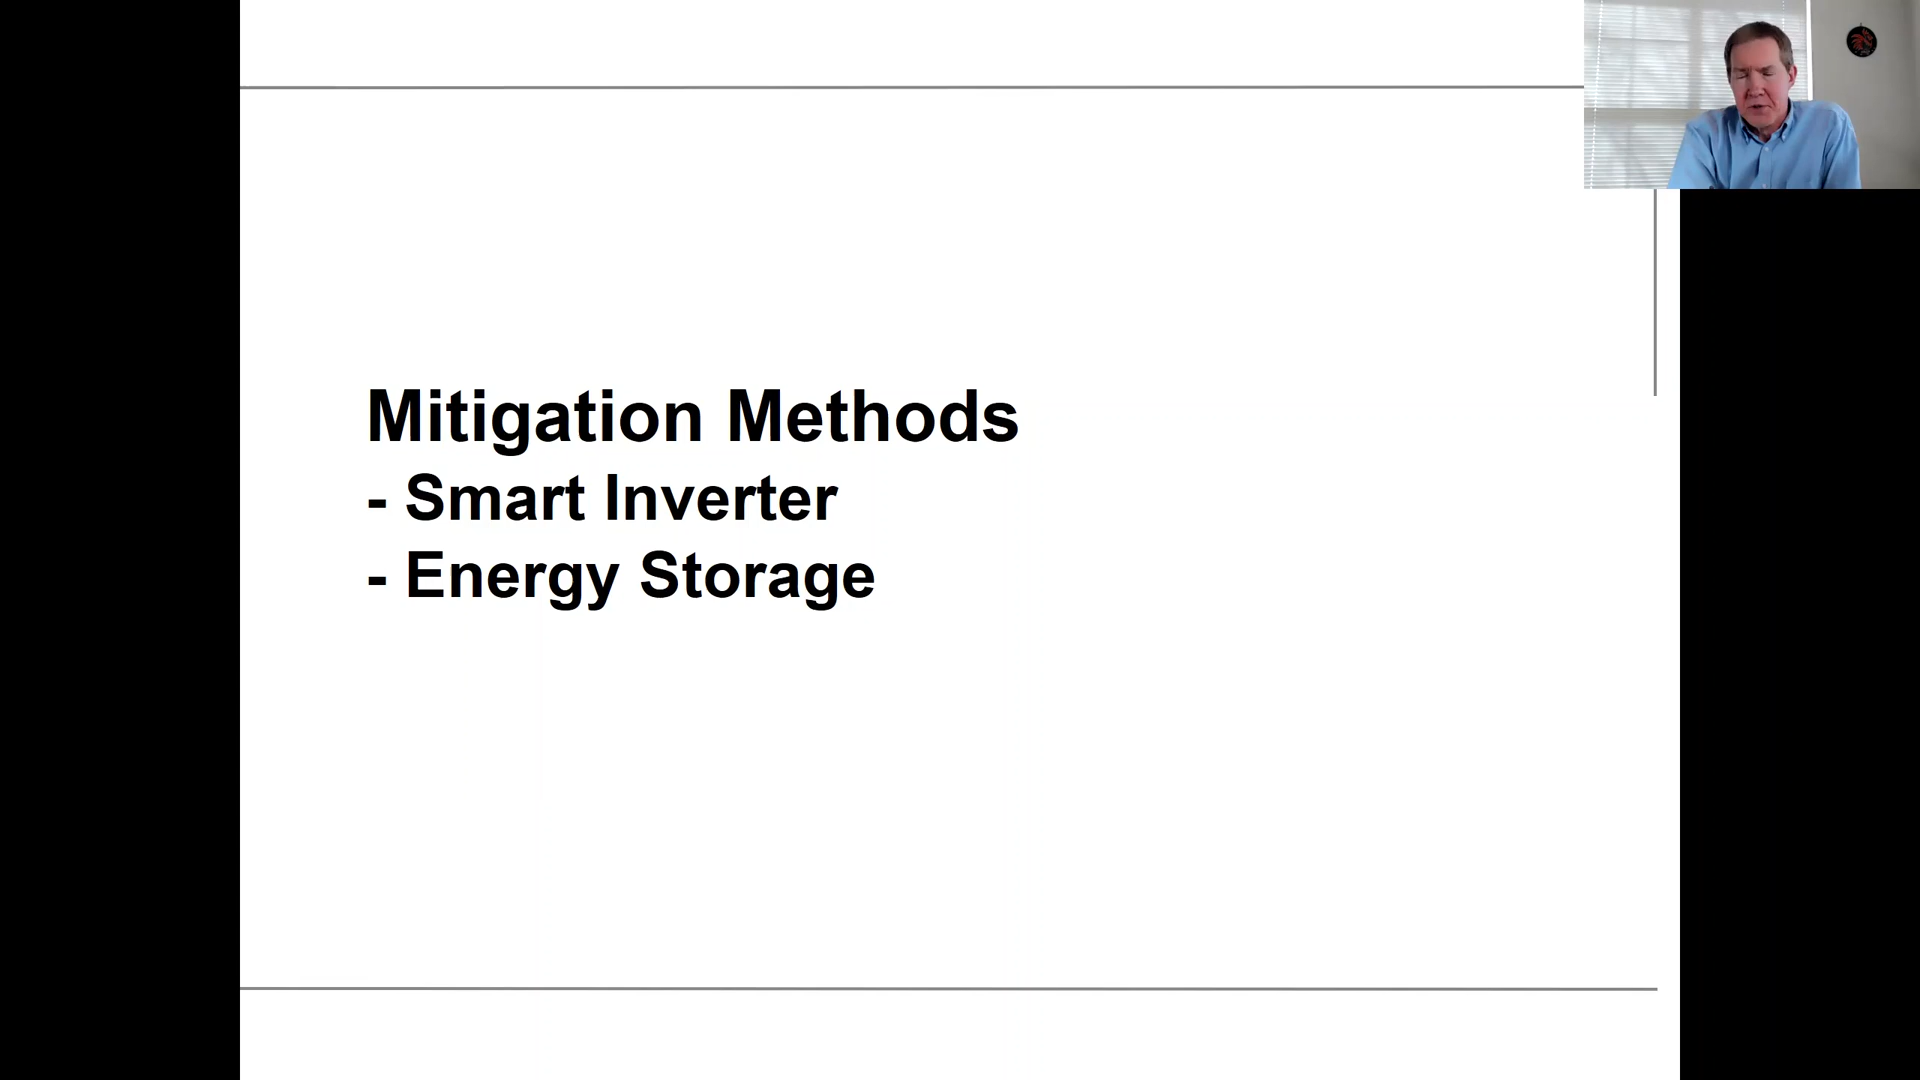 Mitigation Methods
- Smart Inverter
- Energy Storage